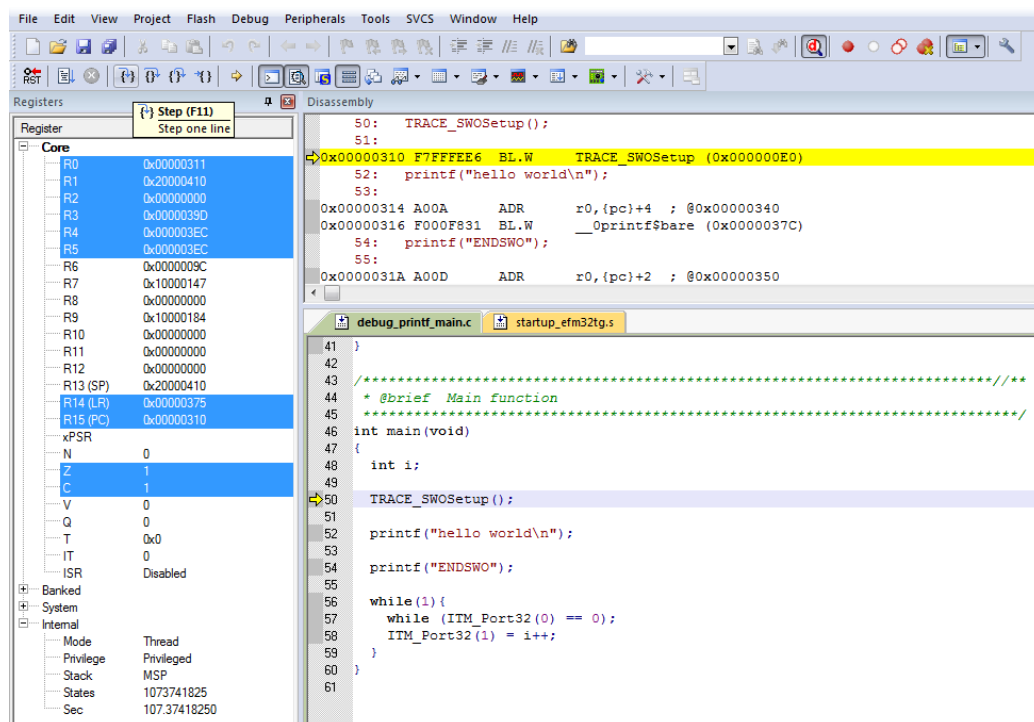 File Edit View Project Flash Debug Peripherals Tools SVCS Window Help
RST
Registers
{+} Step (F11)
Step one line
Register
Core
R0 0x00000311
R1 0x20000410
R2 0x00000000
R3 0x0000039D
R4 0x000003EC
R5 0x000003EC
R6 0x0000009C
R7 0x10000147
R8 0x00000000
R9 0x10000184
R10 0x00000000
R11 0x00000000
R12 0x00000000
R13 (SP) 0x20000410
R14 (LR) 0x00000375
R15 (PC) 0x00000310
xPSR
N 0
Z 1
C 1
V 0
Q 0
T 0x0
IT 0
ISR Disabled
Banked
System
Internal
Mode Thread
Privilege Privileged
Stack MSP
States 1073741825
Sec 107.37418250
Disassembly
50: TRACE_SWOSetup();
51:
0x00000310 F7FFFEE6 BL.W TRACE_SWOSetup (0x000000E0)
52: printf("hello world\n");
53:
0x00000314 A00A ADR r0,{pc}+4 ; @0x00000340
0x00000316 F000F831 BL.W __0printf$bare (0x0000037C)
54: printf("ENDSWO");
55:
0x0000031A A00D ADR r0,{pc}+2 ; @0x00000350
debug_printf_main.c startup_efm32tg.s
41 }
42
43 /**************************************************************************//**
44 * @brief Main function
45 *****************************************************************************/
46 int main(void)
47 {
48 int i;
49
50 TRACE_SWOSetup();
51
52 printf("hello world\n");
53
54 printf("ENDSWO");
55
56 while(1){
57 while (ITM_Port32(0) == 0);
58 ITM_Port32(1) = i++;
59 }
60 }
61